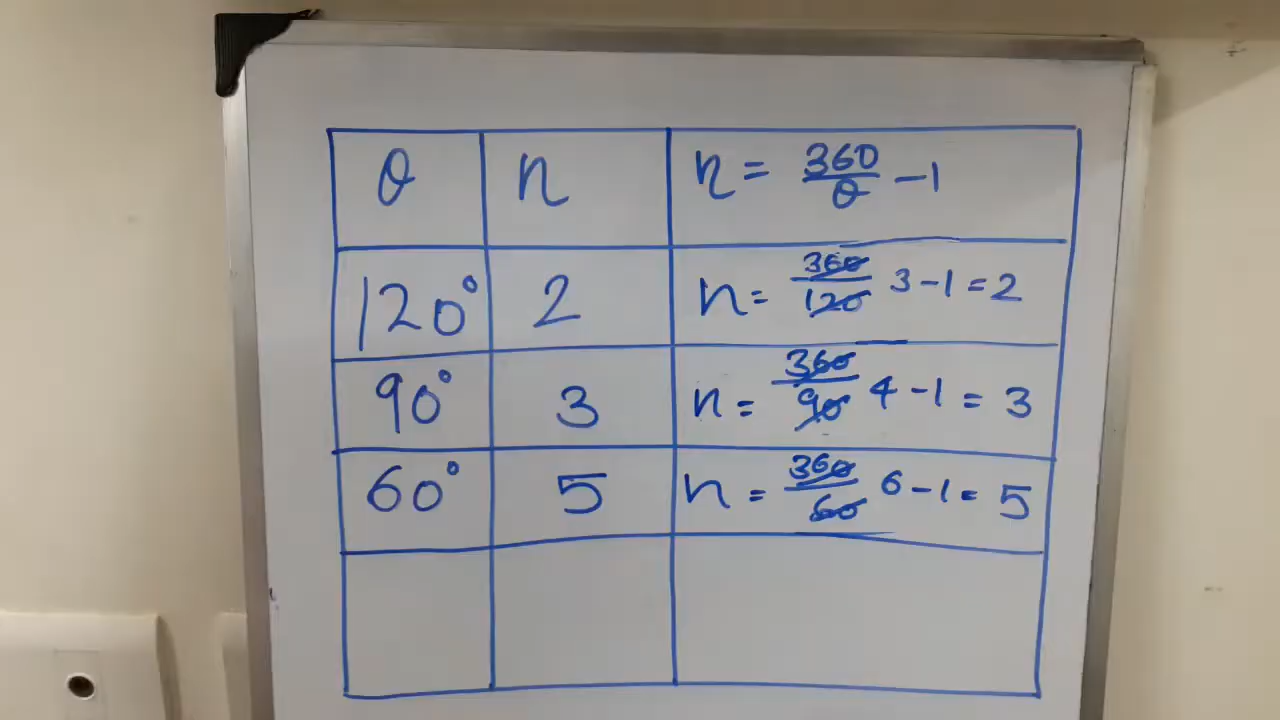 θ n n = 360/θ - 1
120° 2 n = 360/120 3 - 1 = 2
90° 3 n = 360/90 4 - 1 = 3
60° 5 n = 360/60 6 - 1 = 5